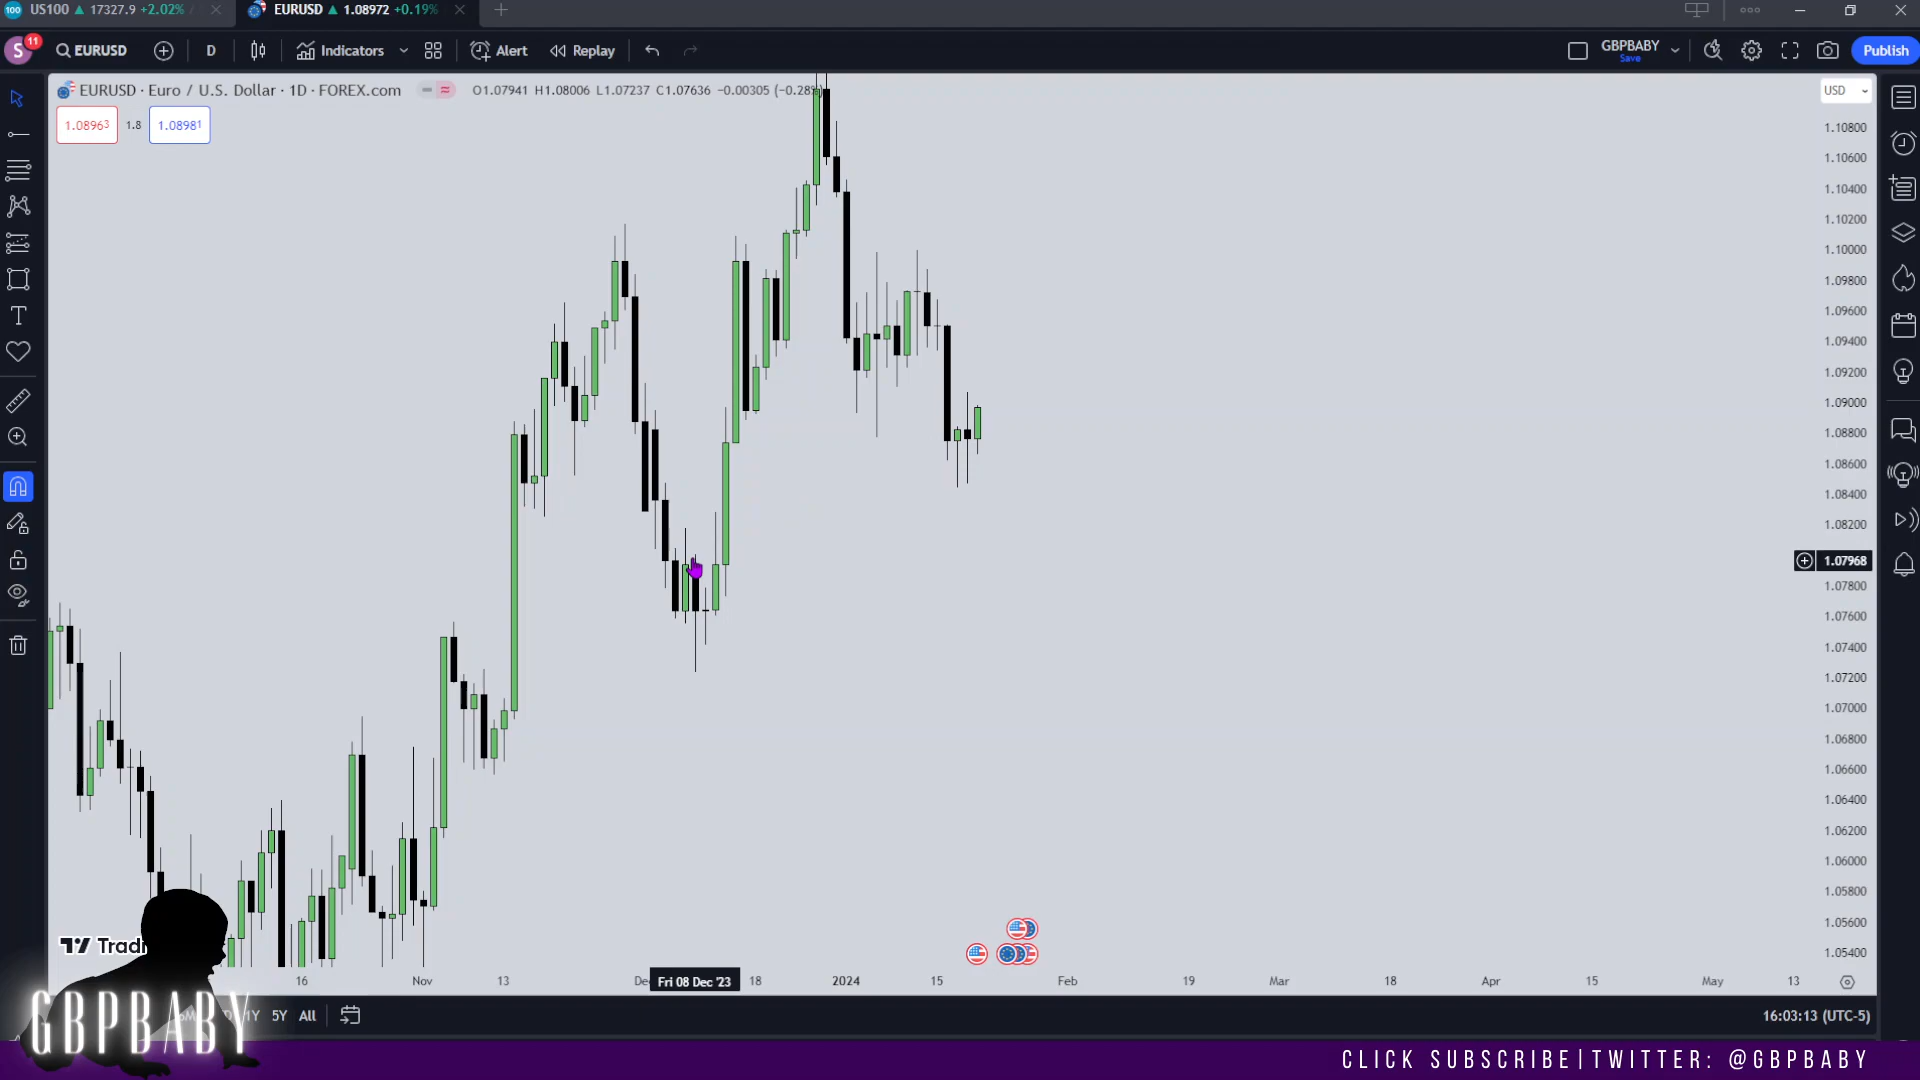 US100 ▲ 17327.9 +2.02% / D
EURUSD ▲ 1.08972 +0.19%
S 11 EURUSD D Indicators Alert Replay GBPBABY Save Publish
EURUSD · Euro / U.S. Dollar · 1D · FOREX.com O1.07941 H1.08006 L1.07237 C1.07636 −0.00305 (−0.28%)
USD
1.08963 1.8 1.08981
1.10800
1.10600
1.10400
1.10200
1.10000
1.09800
1.09600
1.09400
1.09200
1.09000
1.08800
1.08600
1.08400
1.08200
1.07968
1.07800
1.07600
1.07400
1.07200
1.07000
1.06800
1.06600
1.06400
1.06200
1.06000
1.05800
1.05600
1.05400
16 Nov 13 Fri 08 Dec '23 18 2024 15 Feb 19 Mar 18 Apr 15 May 13
1Y 5Y All
16:03:13 (UTC-5)
GBPBABY
CLICK SUBSCRIBE|TWITTER: @GBPBABY